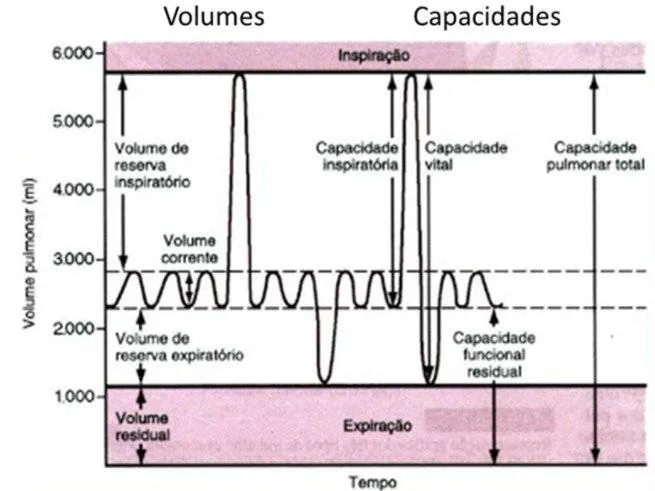 Volumes
Capacidades
Volume pulmonar (ml)
6.000
5.000
4.000
3.000
2.000
1.000
Inspiração
Volume de
reserva
inspiratório
Volume
corrente
Capacidade
inspiratória
Capacidade
vital
Capacidade
pulmonar total
Volume de
reserva expiratório
Capacidade
funcional
residual
Volume
residual
Expiração
Tempo